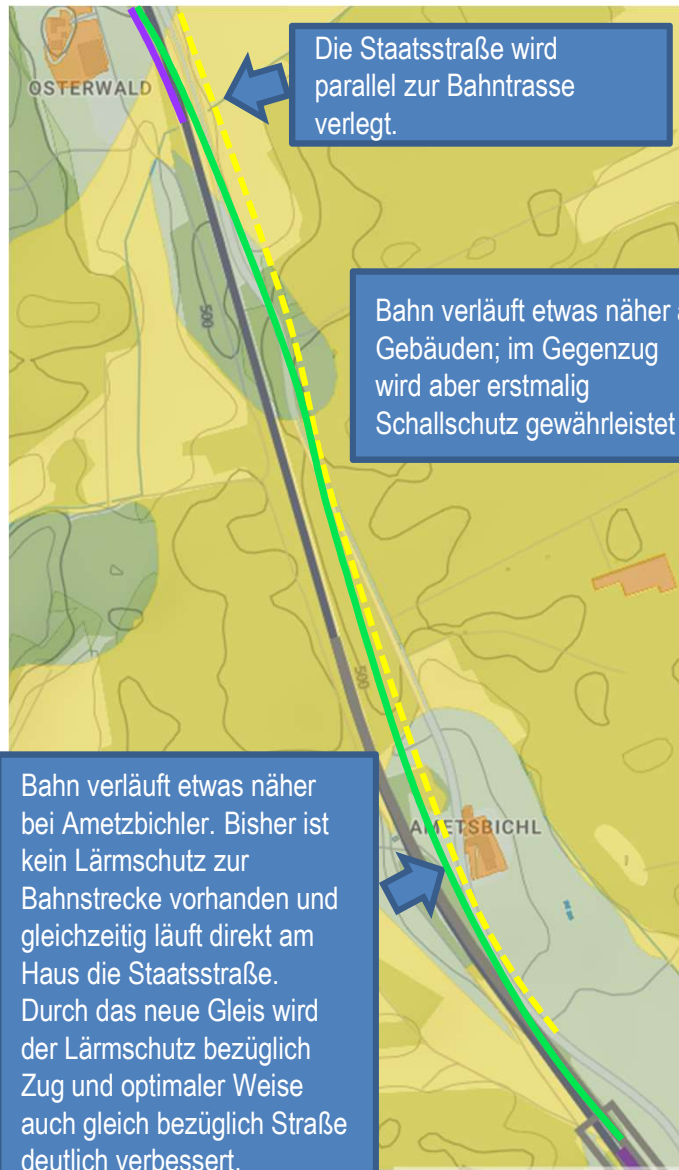 Die Staatsstraße wird
parallel zur Bahntrasse
verlegt.
OSTERWALD
500
Bahn verläuft etwas näher
Gebäuden; im Gegenzug
wird aber erstmalig
Schallschutz gewährleistet
500
AMETSBICHL
Bahn verläuft etwas näher
bei Ametzbichler. Bisher ist
kein Lärmschutz zur
Bahnstrecke vorhanden und
gleichzeitig läuft direkt am
Haus die Staatsstraße.
Durch das neue Gleis wird
der Lärmschutz bezüglich
Zug und optimaler Weise
auch gleich bezüglich Straße
deutlich verbessert.